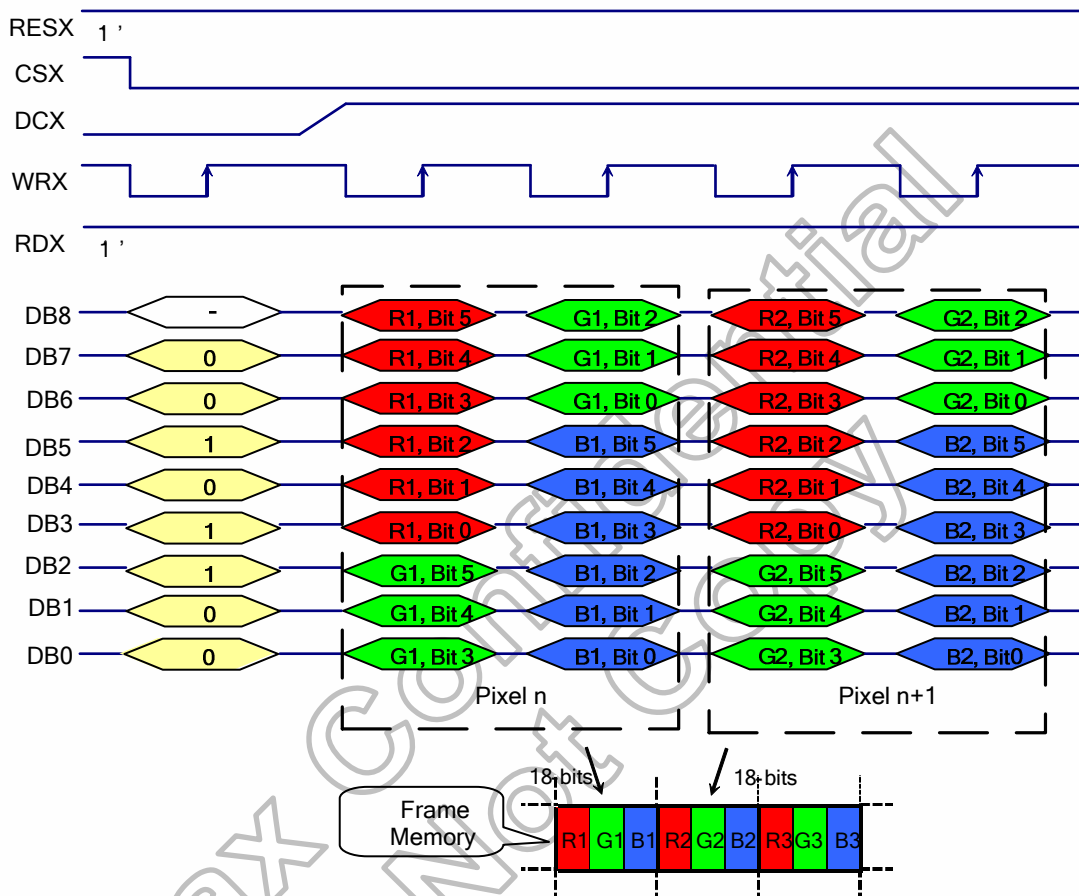 RESX 1 ’
CSX
DCX
WRX
RDX 1 ’
DB8 - R1, Bit 5 G1, Bit 2 R2, Bit 5 G2, Bit 2
DB7 0 R1, Bit 4 G1, Bit 1 R2, Bit 4 G2, Bit 1
DB6 0 R1, Bit 3 G1, Bit 0 R2, Bit 3 G2, Bit 0
DB5 1 R1, Bit 2 B1, Bit 5 R2, Bit 2 B2, Bit 5
DB4 0 R1, Bit 1 B1, Bit 4 R2, Bit 1 B2, Bit 4
DB3 1 R1, Bit 0 B1, Bit 3 R2, Bit 0 B2, Bit 3
DB2 1 G1, Bit 5 B1, Bit 2 G2, Bit 5 B2, Bit 2
DB1 0 G1, Bit 4 B1, Bit 1 G2, Bit 4 B2, Bit 1
DB0 0 G1, Bit 3 B1, Bit 0 G2, Bit 3 B2, Bit0
Pixel n Pixel n+1
18-bits 18-bits
Frame
Memory
R1 G1 B1 R2 G2 B2 R3 G3 B3
Confidential
Not Copy